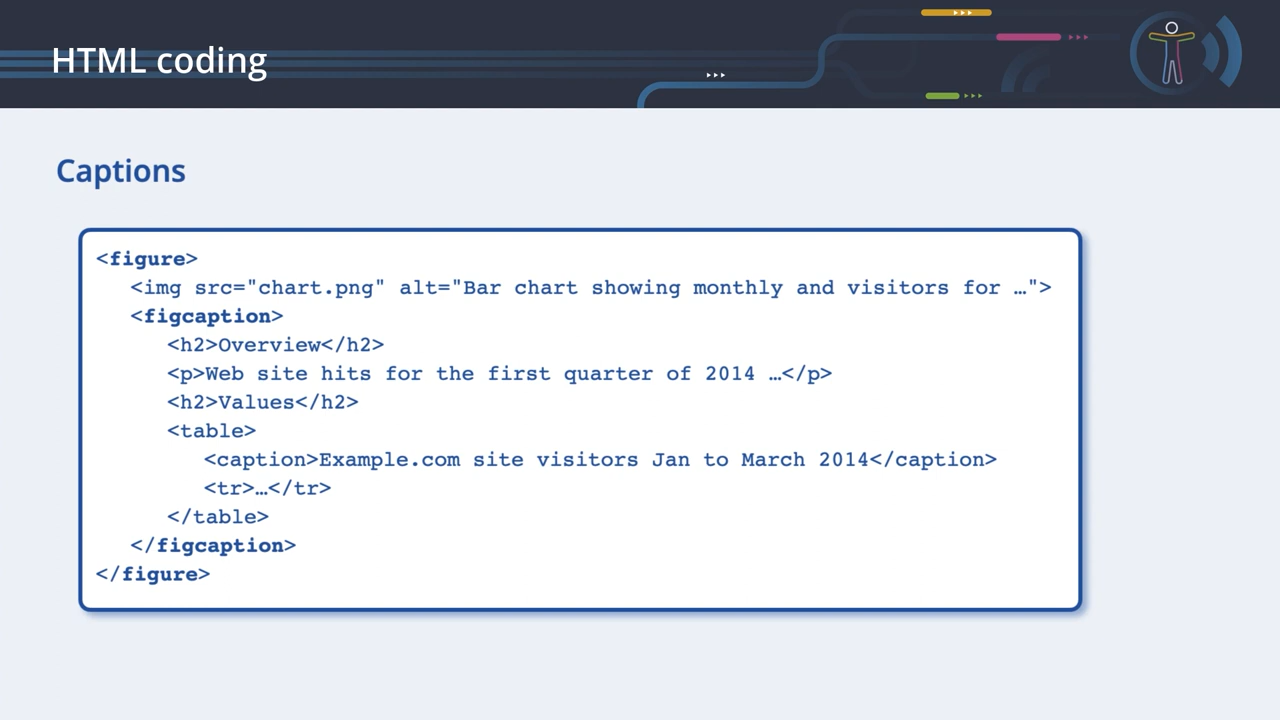 HTML coding
Captions
<figure>
<img src="chart.png" alt="Bar chart showing monthly and visitors for …">
<figcaption>
<h2>Overview</h2>
<p>Web site hits for the first quarter of 2014 …</p>
<h2>Values</h2>
<table>
<caption>Example.com site visitors Jan to March 2014</caption>
<tr>…</tr>
</table>
</figcaption>
</figure>